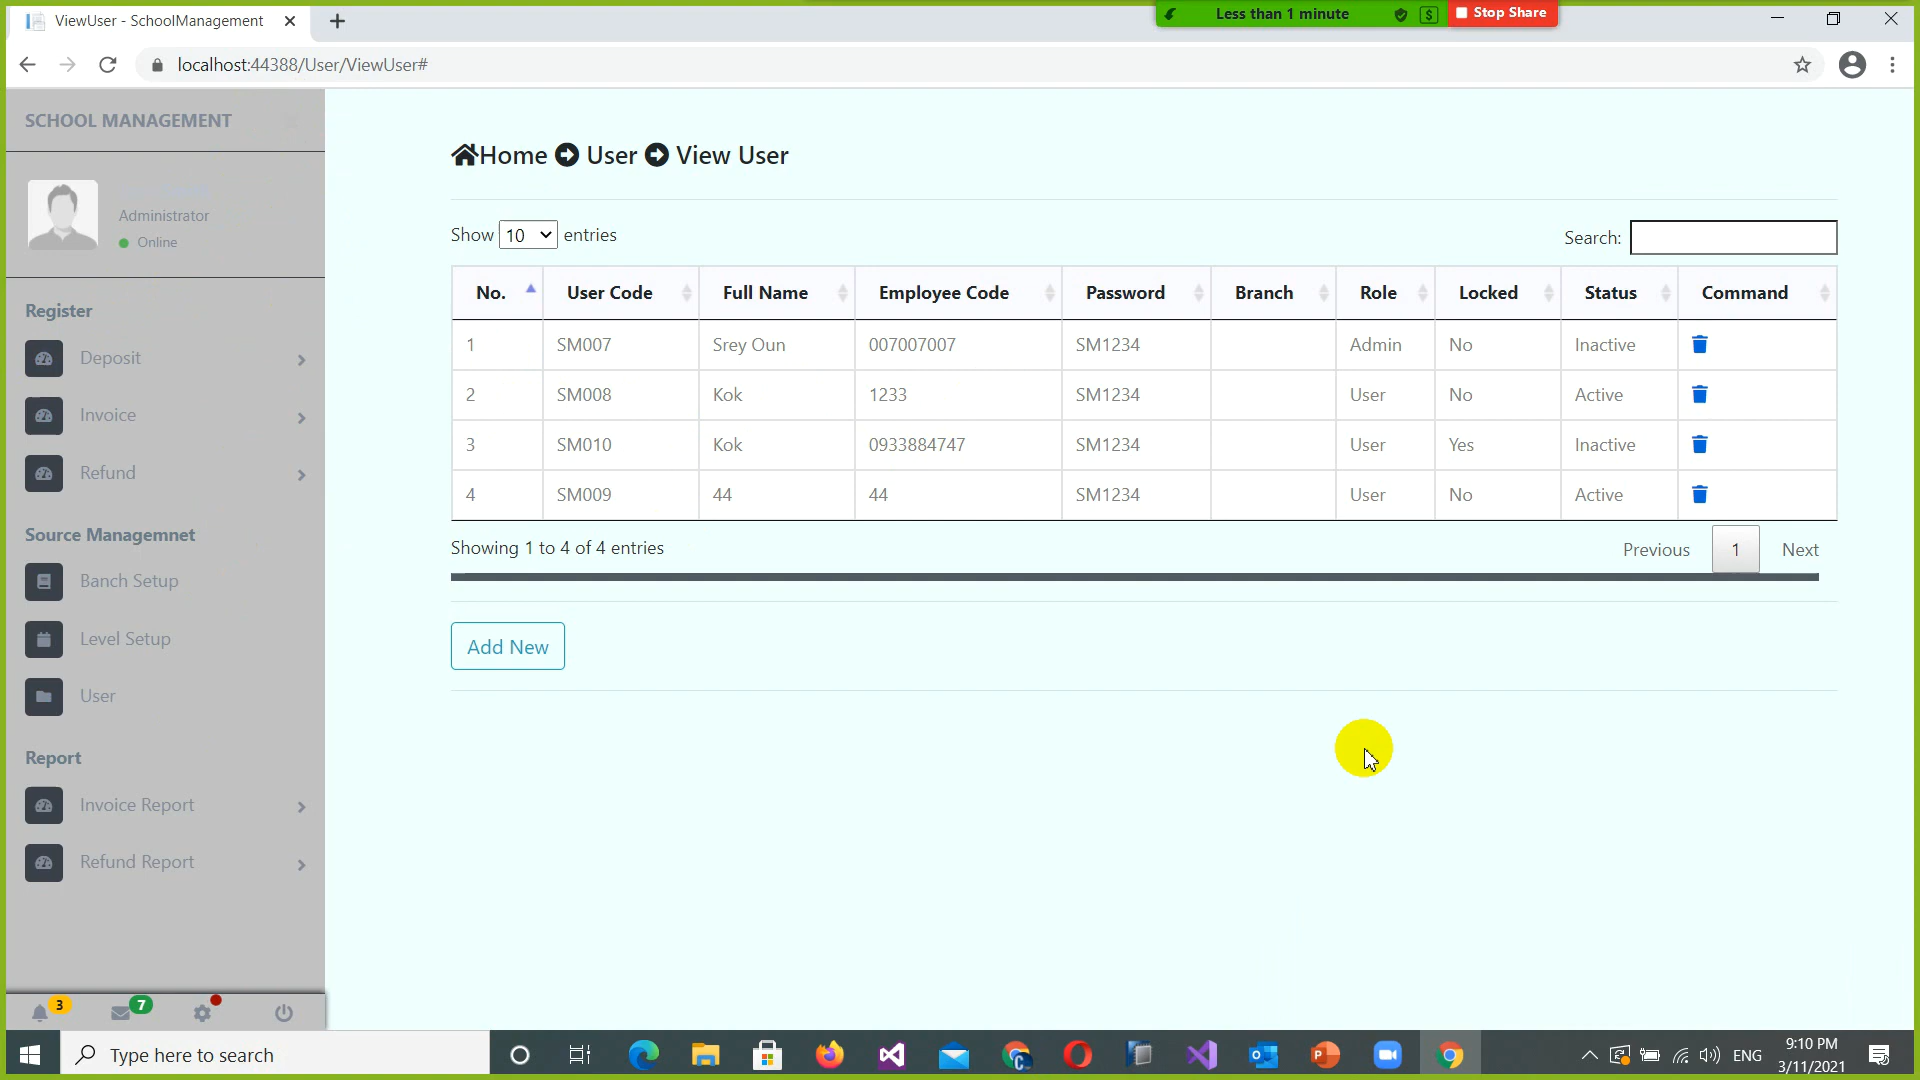 ViewUser - SchoolManagement
Less than 1 minute
Stop Share
localhost:44388/User/ViewUser#
SCHOOL MANAGEMENT
Administrator
Online
Register
Deposit
Invoice
Refund
Source Managemnet
Banch Setup
Level Setup
User
Report
Invoice Report
Refund Report
3
7
Home User View User
Show 10 entries
Search:
No. User Code Full Name Employee Code Password Branch Role Locked Status Command
1 SM007 Srey Oun 007007007 SM1234 Admin No Inactive
2 SM008 Kok 1233 SM1234 User No Active
3 SM010 Kok 0933884747 SM1234 User Yes Inactive
4 SM009 44 44 SM1234 User No Active
Showing 1 to 4 of 4 entries
Previous 1 Next
Add New
Type here to search
ENG
9:10 PM
3/11/2021